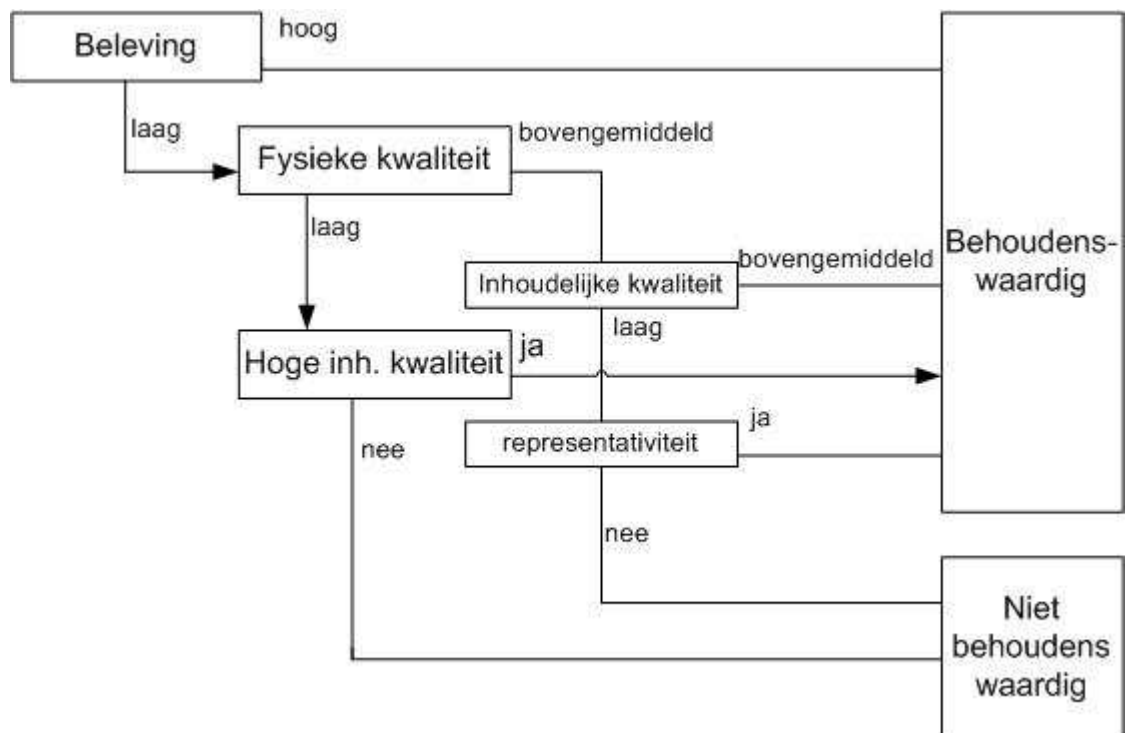 Beleving
hoog
laag
Fysieke kwaliteit
bovengemiddeld
laag
Inhoudelijke kwaliteit
bovengemiddeld
laag
Hoge inh. kwaliteit
ja
nee
representativiteit
ja
nee
Behoudens-
waardig
Niet
behoudens
waardig